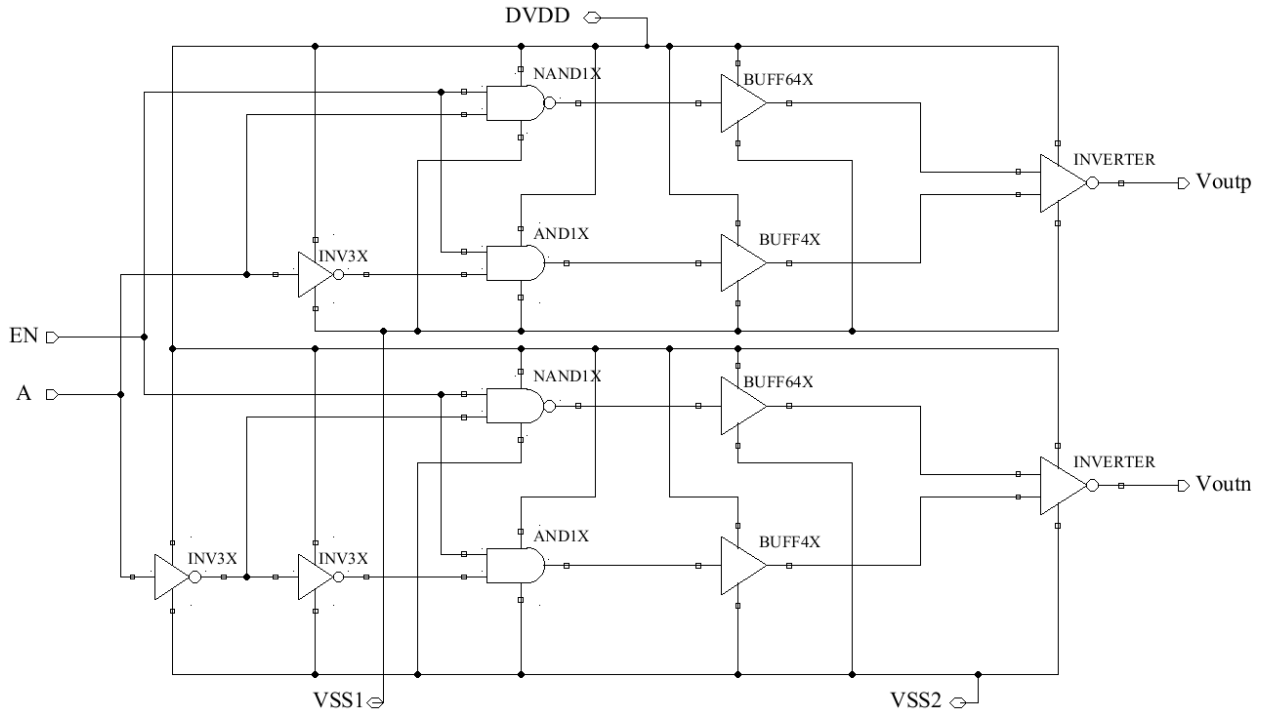 DVDD
NAND1X
BUFF64X
INVERTER
Voutp
AND1X
BUFF4X
INV3X
EN
A
NAND1X
BUFF64X
INVERTER
Voutn
AND1X
BUFF4X
INV3X
INV3X
VSS1
VSS2